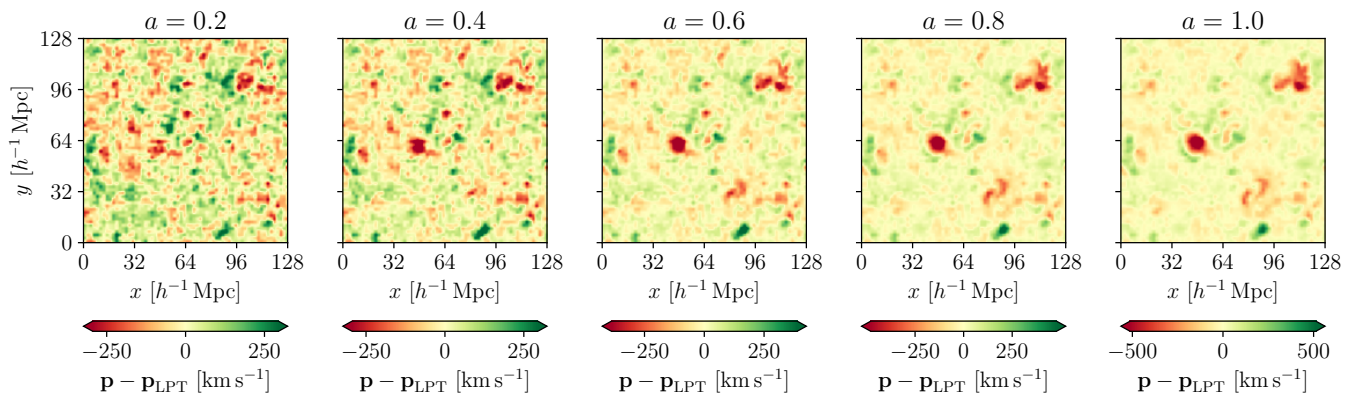 a = 0.2 a = 0.4 a = 0.6 a = 0.8 a = 1.0
128
96
64
32
0
y [h⁻¹ Mpc]
0 32 64 96 128 0 32 64 96 128 0 32 64 96 128 0 32 64 96 128 0 32 64 96 128
x [h⁻¹ Mpc] x [h⁻¹ Mpc] x [h⁻¹ Mpc] x [h⁻¹ Mpc] x [h⁻¹ Mpc]
−250 0 250 −250 0 250 −250 0 250 −250 0 250 −500 0 500
p − p_LPT [km s⁻¹] p − p_LPT [km s⁻¹] p − p_LPT [km s⁻¹] p − p_LPT [km s⁻¹] p − p_LPT [km s⁻¹]